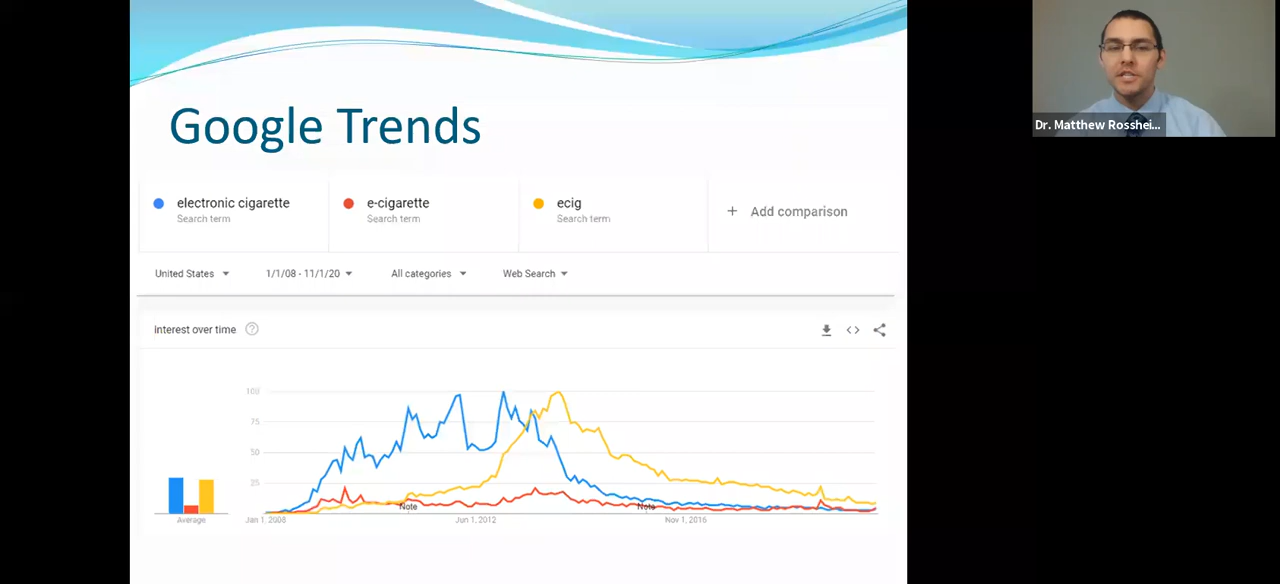 Google Trends
Dr. Matthew Rosshei...
electronic cigarette
Search term
e-cigarette
Search term
ecig
Search term
+ Add comparison
United States
1/1/08 - 11/1/20
All categories
Web Search
Interest over time
?
<>
100
75
50
25
Note
Note
Average
Jan 1, 2008
Jun 1, 2012
Nov 1, 2016